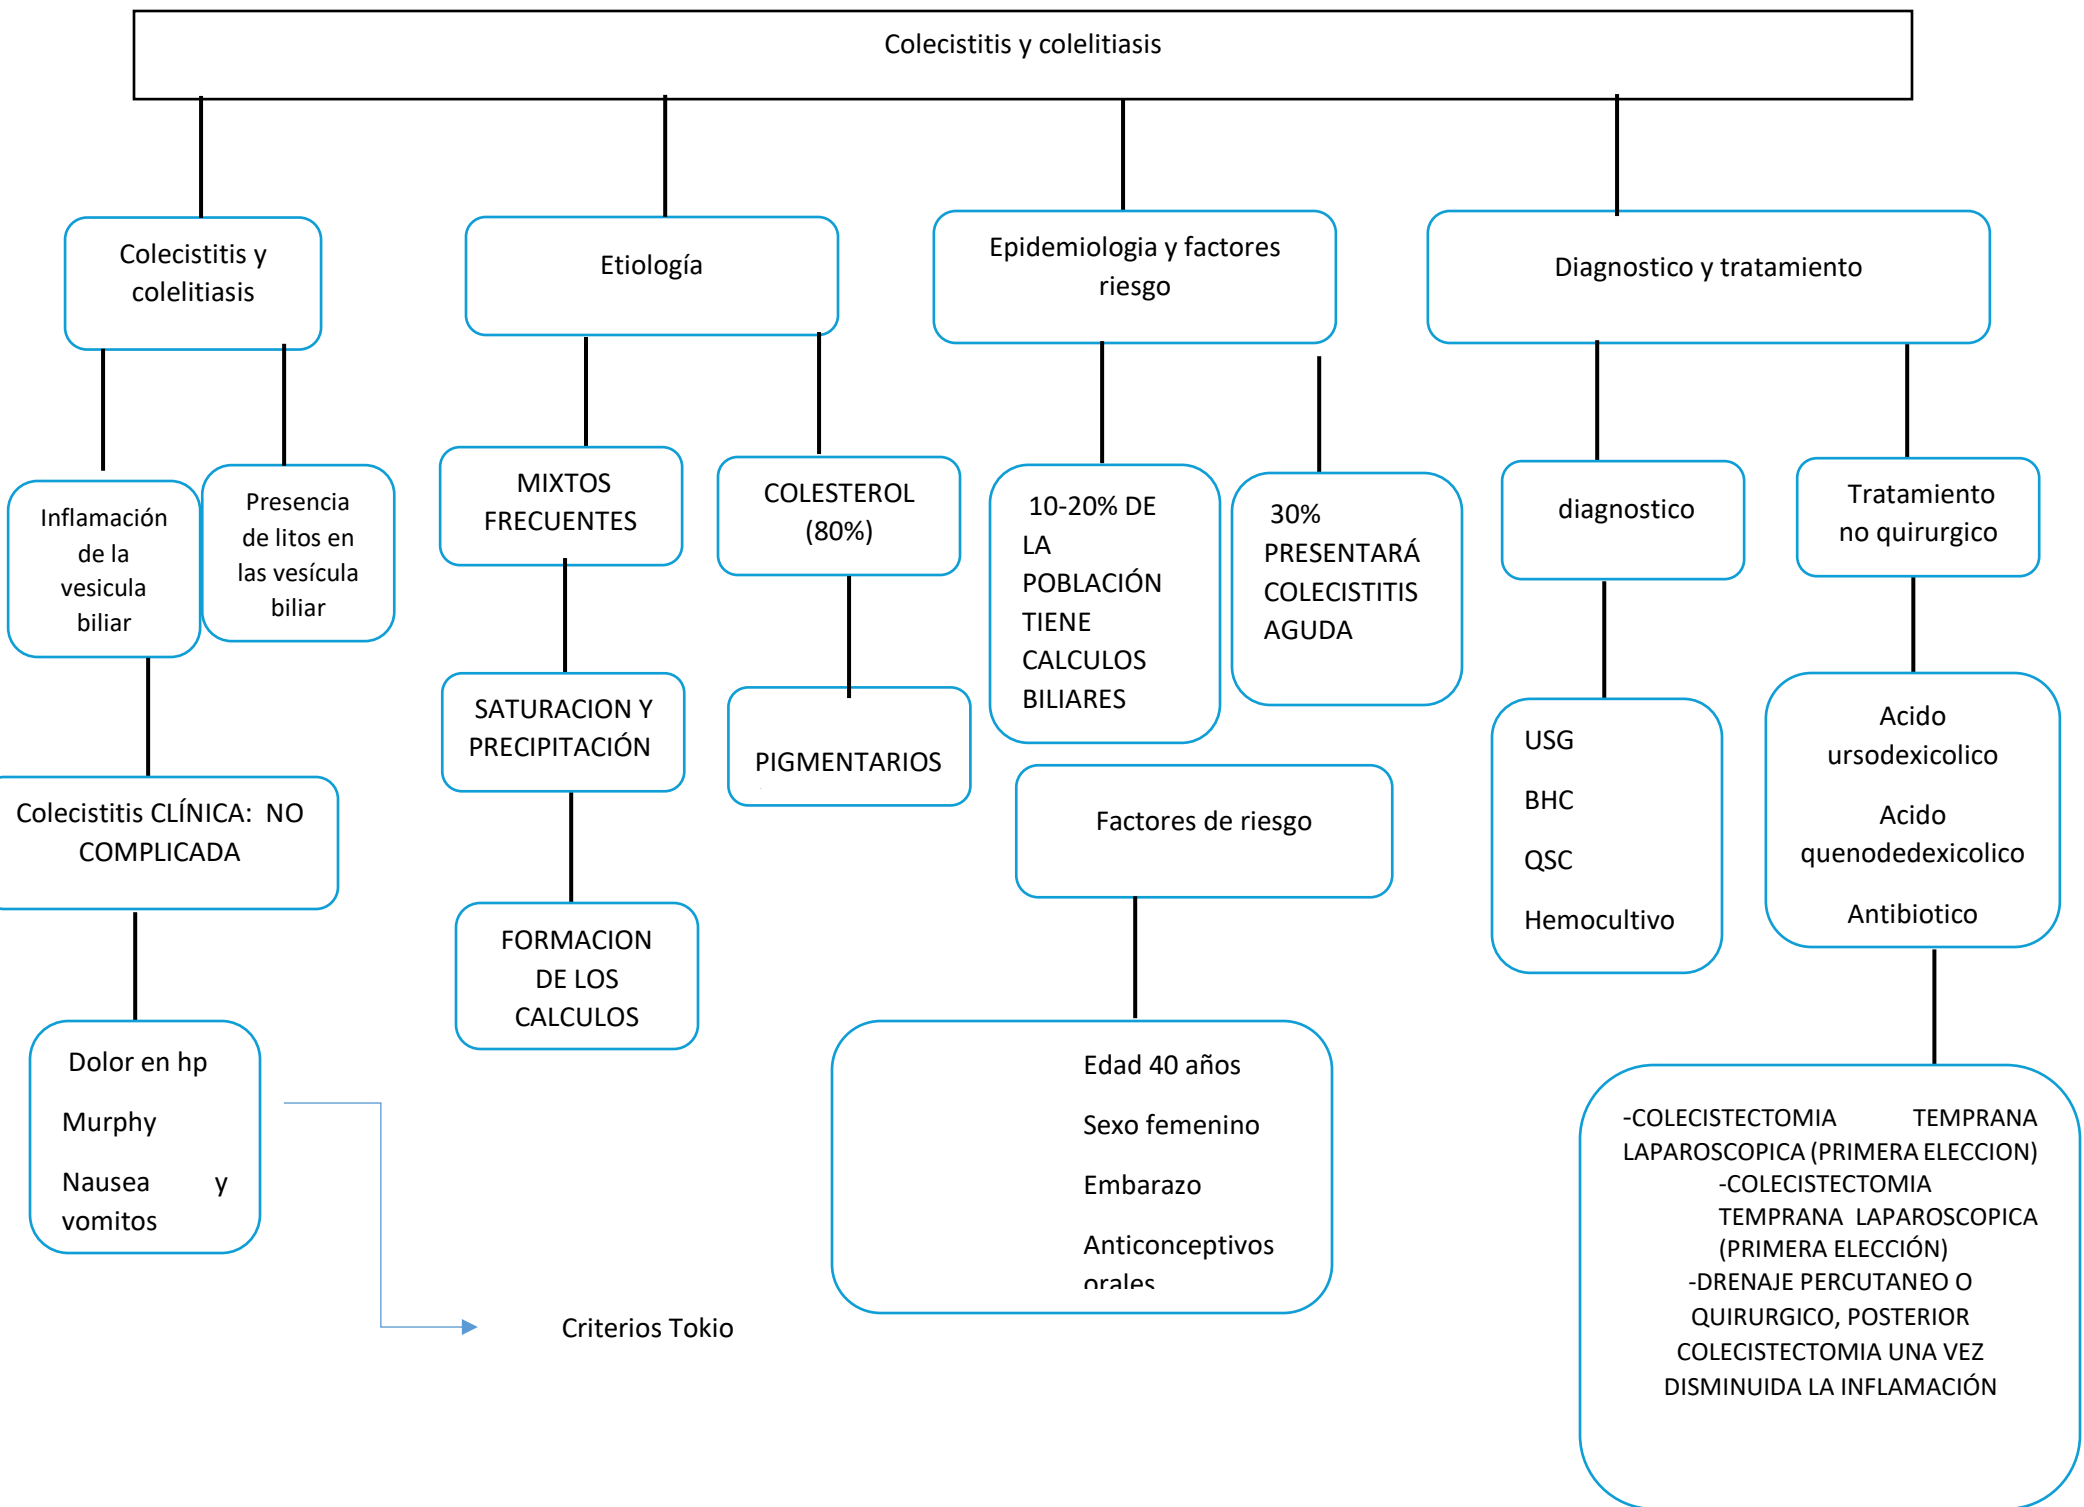 Colecistitis y colelitiasis
Colecistitis y
colelitiasis
Etiología
Epidemiologia y factores
riesgo
Diagnostico y tratamiento
Inflamación
de la
vesicula
biliar
Presencia
de litos en
las vesícula
biliar
MIXTOS
FRECUENTES
COLESTEROL
(80%)
10-20% DE
LA
POBLACIÓN
TIENE
CALCULOS
BILIARES
30%
PRESENTARÁ
COLECISTITIS
AGUDA
diagnostico
Tratamiento
no quirurgico
Colecistitis CLÍNICA: NO
COMPLICADA
SATURACION Y
PRECIPITACIÓN
PIGMENTARIOS
Factores de riesgo
USG
BHC
QSC
Hemocultivo
Acido
ursodexicolico
Acido
quenodedexicolico
Antibiotico
FORMACION
DE LOS
CALCULOS
Dolor en hp
Murphy
Nausea y
vomitos
Edad 40 años
Sexo femenino
Embarazo
Anticonceptivos
orales
-COLECISTECTOMIA TEMPRANA
LAPAROSCOPICA (PRIMERA ELECCION)
-COLECISTECTOMIA
TEMPRANA LAPAROSCOPICA
(PRIMERA ELECCIÓN)
-DRENAJE PERCUTANEO O
QUIRURGICO, POSTERIOR
COLECISTECTOMIA UNA VEZ
DISMINUIDA LA INFLAMACIÓN
Criterios Tokio